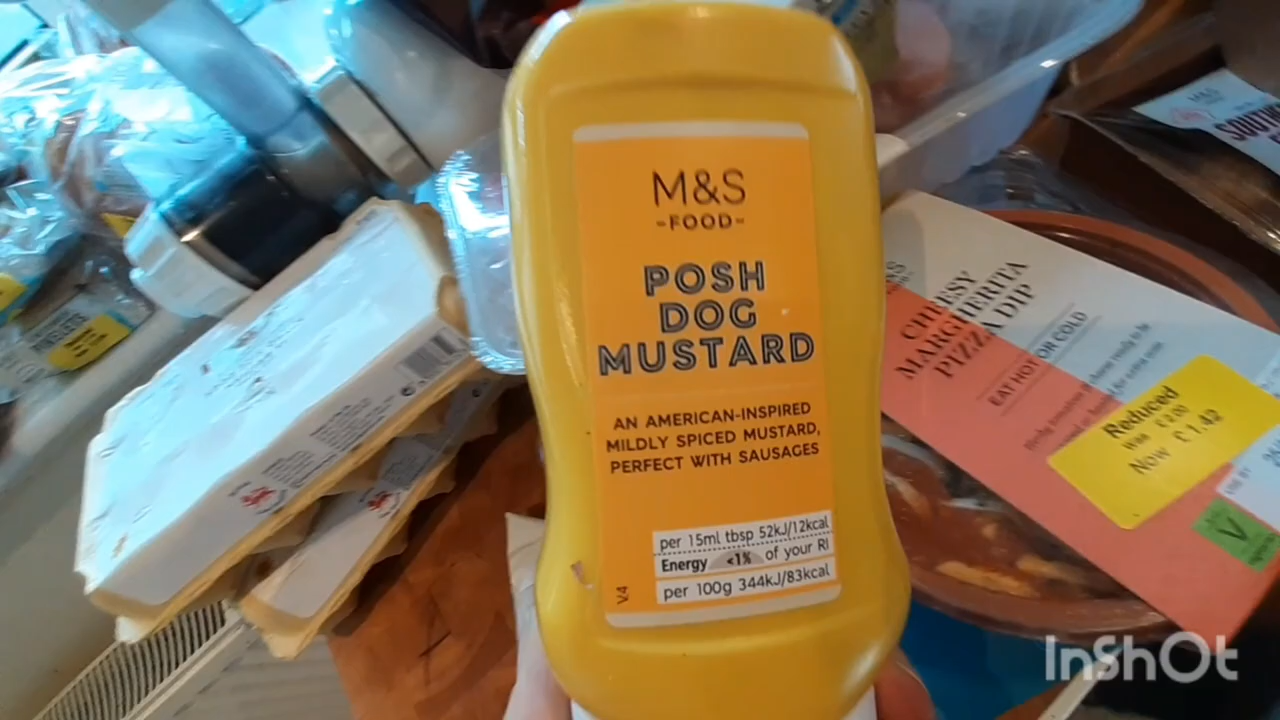 M&S
-FOOD-
POSH
DOG
MUSTARD
AN AMERICAN-INSPIRED
MILDLY SPICED MUSTARD,
PERFECT WITH SAUSAGES
per 15ml tbsp 52kJ/12kcal
Energy <1% of your RI
per 100g 344kJ/83kcal
V4
CHEESY
MARGHERITA
PIZZA DIP
EAT HOT OR COLD
Reduced
Now £1.42
V
M&S
InShOt